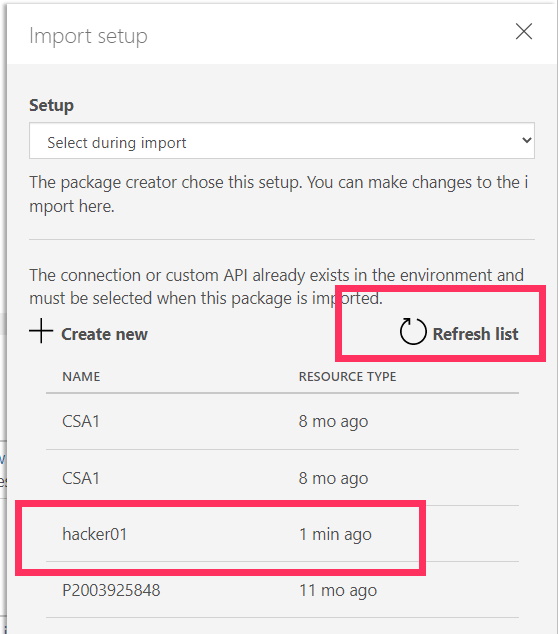 Import setup
Setup
Select during import
The package creator chose this setup. You can make changes to the i
mport here.
The connection or custom API already exists in the environment and
must be selected when this package is imported.
Create new
Refresh list
NAME RESOURCE TYPE
CSA1 8 mo ago
CSA1 8 mo ago
hacker01 1 min ago
P2003925848 11 mo ago